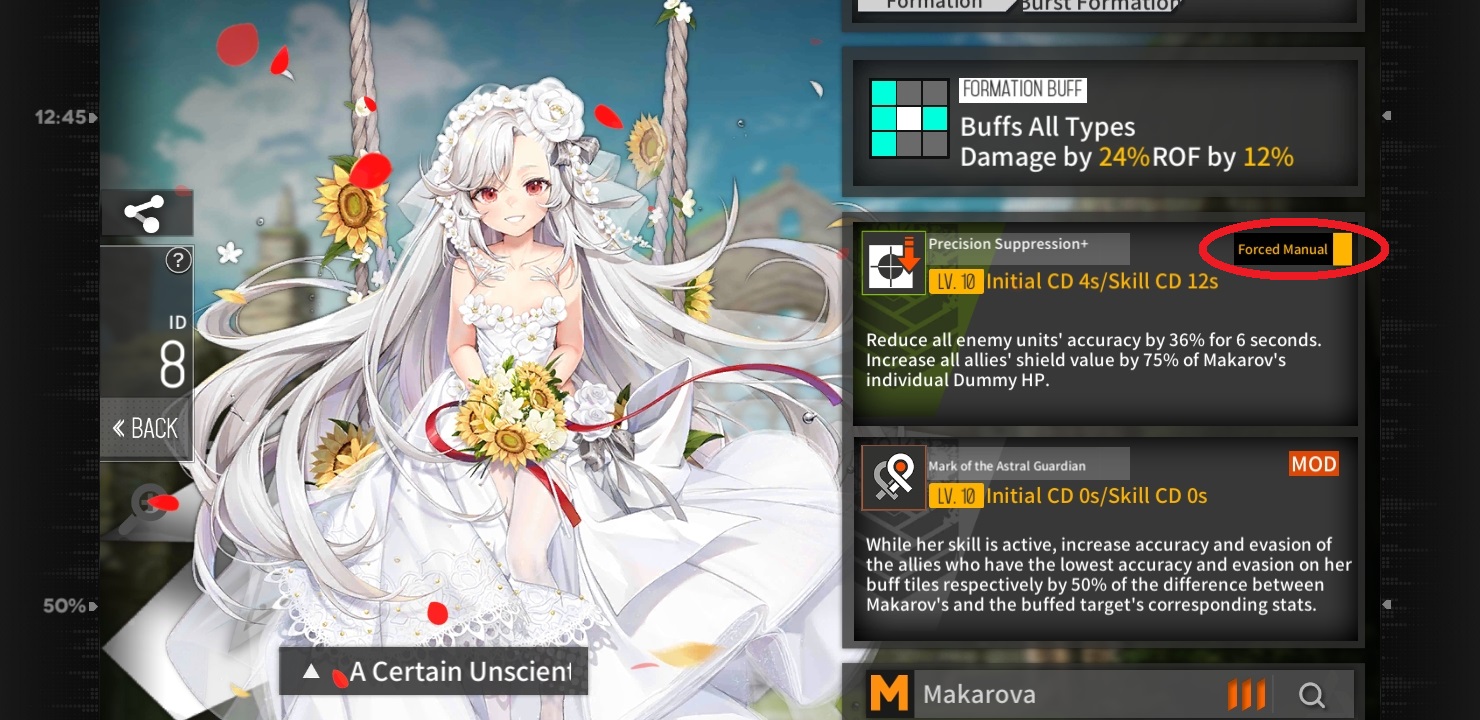 Formation
Burst Formation
12:45
FORMATION BUFF
Buffs All Types
Damage by 24% ROF by 12%
Precision Suppression+
Forced Manual
LV. 10 Initial CD 4s/Skill CD 12s
?
ID
8
Reduce all enemy units' accuracy by 36% for 6 seconds.
Increase all allies' shield value by 75% of Makarov's
individual Dummy HP.
« BACK
Mark of the Astral Guardian
MOD
LV. 10 Initial CD 0s/Skill CD 0s
While her skill is active, increase accuracy and evasion of
the allies who have the lowest accuracy and evasion on her
buff tiles respectively by 50% of the difference between
Makarov's and the buffed target's corresponding stats.
50%
A Certain Unscient
M Makarova